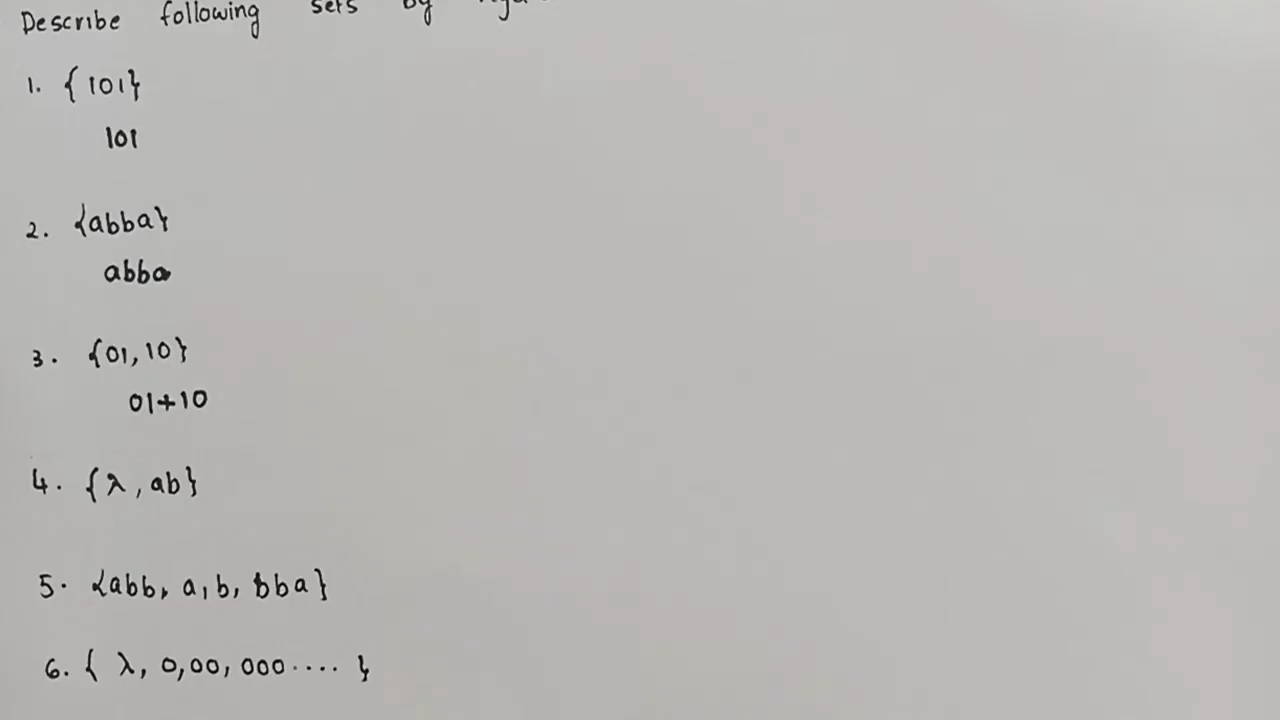 Describe following sets by
1. {101}
101
2. {abba}
abba
3. {01,10}
01+10
4. {λ, ab}
5. {abb, a, b, bba}
6. { λ, 0,00, 000.... }